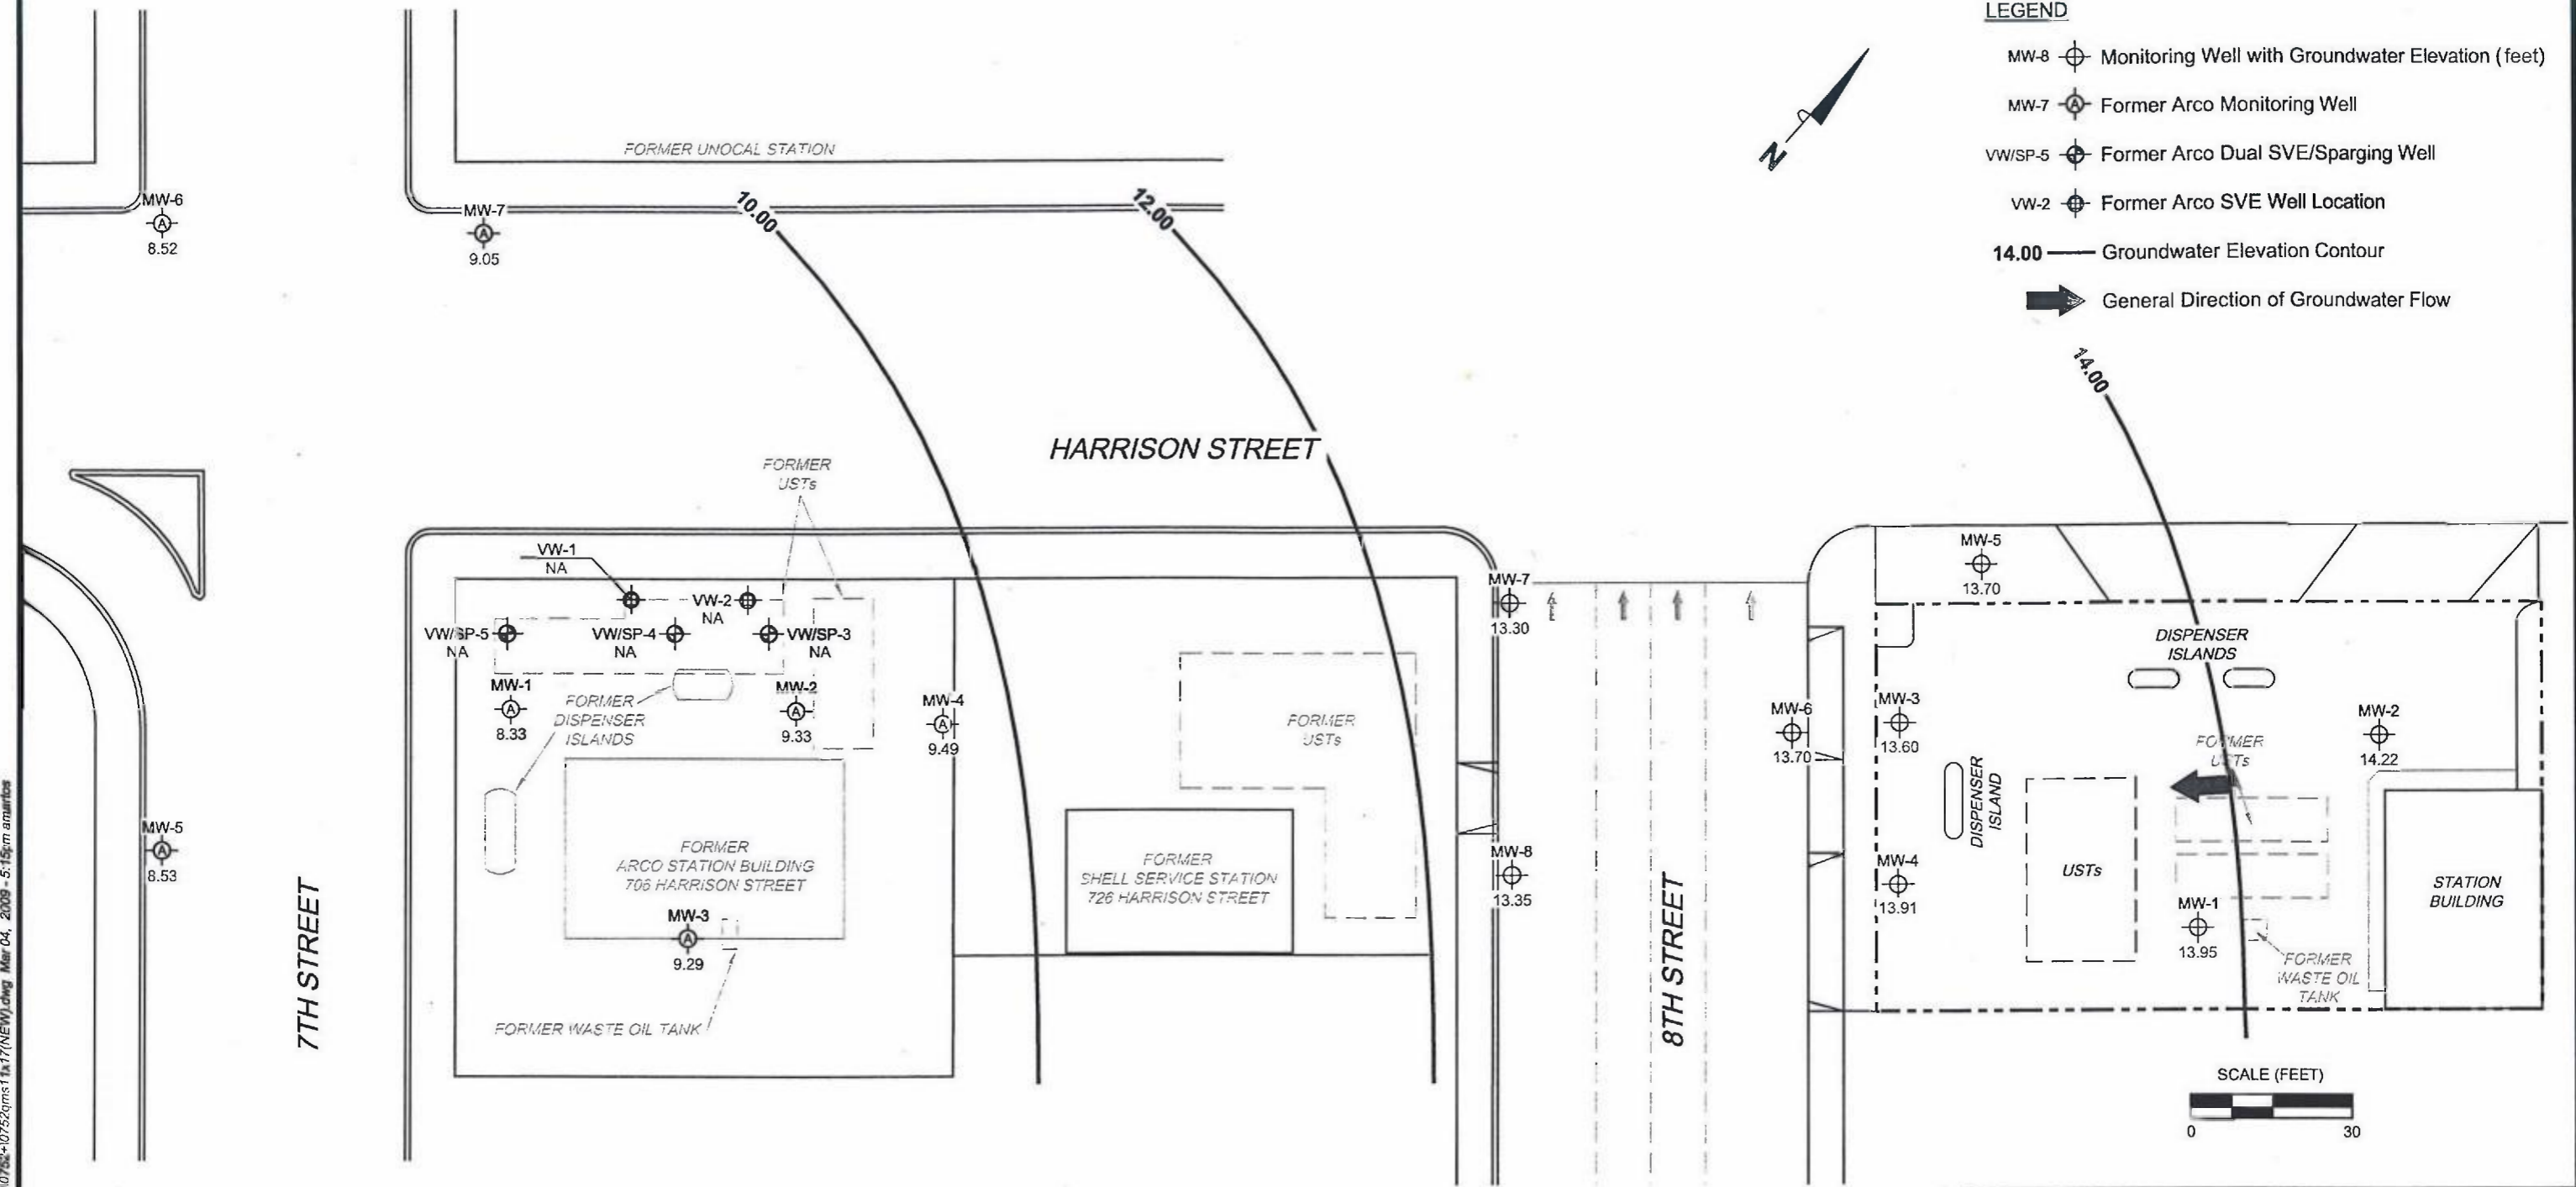 LEGEND
MW-8 Monitoring Well with Groundwater Elevation (feet)
MW-7 A Former Arco Monitoring Well
VW/SP-5 Former Arco Dual SVE/Sparging Well
VW-2 Former Arco SVE Well Location
14.00 Groundwater Elevation Contour
General Direction of Groundwater Flow
N
FORMER UNOCAL STATION
MW-6
A
8.52
MW-7
A
9.05
10.00
12.00
14.00
HARRISON STREET
FORMER
USTs
VW-1
NA
VW-2
NA
VW/SP-5
NA
VW/SP-4
NA
VW/SP-3
NA
MW-1
A
8.33
FORMER
DISPENSER
ISLANDS
MW-2
A
9.33
MW-4
A
9.49
FORMER
ARCO STATION BUILDING
706 HARRISON STREET
MW-3
A
9.29
FORMER WASTE OIL TANK
MW-5
A
8.53
7TH STREET
FORMER
USTs
FORMER
SHELL SERVICE STATION
726 HARRISON STREET
MW-7
13.30
MW-8
13.35
8TH STREET
MW-6
13.70
MW-5
13.70
MW-3
13.60
MW-4
13.91
DISPENSER
ISLANDS
DISPENSER
ISLAND
USTs
FORMER
USTs
MW-2
14.22
MW-1
13.95
FORMER
WASTE OIL
TANK
STATION
BUILDING
SCALE (FEET)
0 30
Mar 04, 2009 - 5:15pm amartos